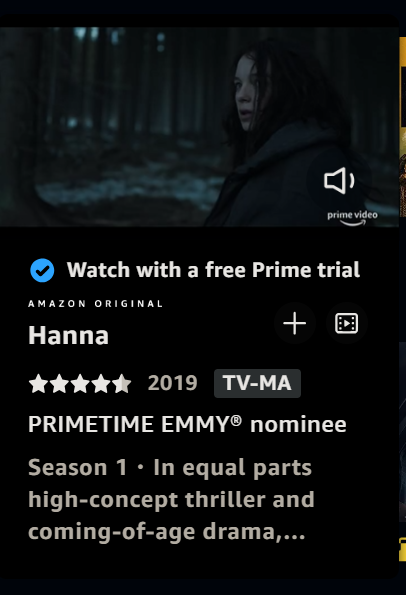 prime video
Watch with a free Prime trial
AMAZON ORIGINAL
Hanna
2019 TV-MA
PRIMETIME EMMY® nominee
Season 1 • In equal parts
high-concept thriller and
coming-of-age drama,...